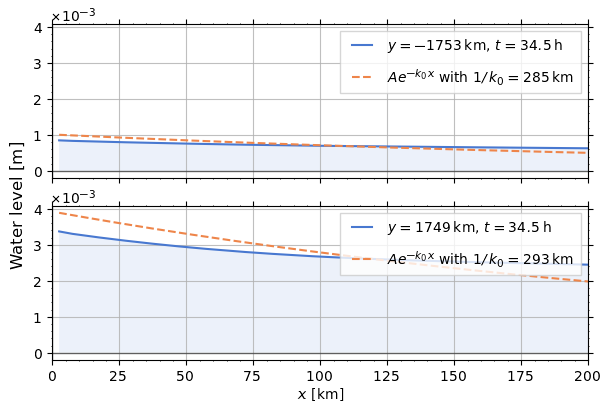 ×10⁻³
4
3
2
1
0
y = −1753 km, t = 34.5 h
Ae^{−k₀x} with 1/k₀ = 285 km
×10⁻³
4
3
2
1
0
y = 1749 km, t = 34.5 h
Ae^{−k₀x} with 1/k₀ = 293 km
Water level [m]
0 25 50 75 100 125 150 175 200
x [km]